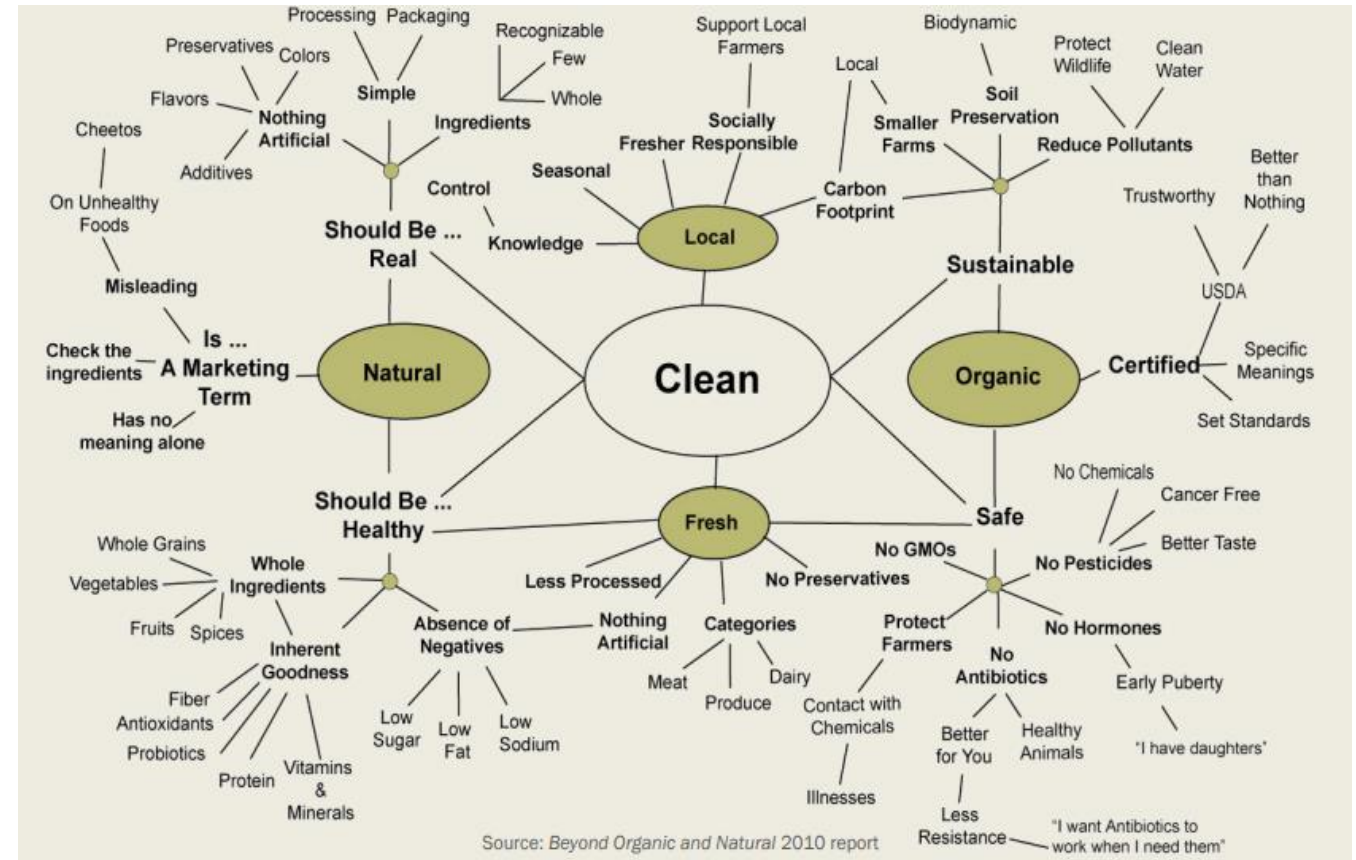 Processing
Packaging
Preservatives
Colors
Flavors
Additives
Nothing
Artificial
Simple
Recognizable
Few
Whole
Ingredients
Cheetos
On Unhealthy
Foods
Misleading
Check the
ingredients
Has no
meaning alone
Is ...
A Marketing
Term
Should Be ...
Real
Natural
Support Local
Farmers
Socially
Responsible
Fresher
Seasonal
Control
Knowledge
Local
Biodynamic
Local
Smaller
Farms
Soil
Preservation
Protect
Wildlife
Clean
Water
Reduce Pollutants
Carbon
Footprint
Sustainable
Trustworthy
Better
than
Nothing
USDA
Certified
Specific
Meanings
Set Standards
Organic
Clean
Should Be ...
Healthy
Fresh
Safe
Whole Grains
Vegetables
Fruits
Spices
Whole
Ingredients
Inherent
Goodness
Fiber
Antioxidants
Probiotics
Protein
Vitamins
&
Minerals
Absence of
Negatives
Low
Sugar
Low
Fat
Low
Sodium
Less Processed
Nothing
Artificial
Categories
Meat
Produce
Dairy
No Preservatives
No GMOs
No Chemicals
Cancer Free
Better Taste
No Pesticides
Protect
Farmers
Contact with
Chemicals
Illnesses
No
Antibiotics
Better
for You
Healthy
Animals
Less
Resistance
"I want Antibiotics to
work when I need them"
No Hormones
Early Puberty
"I have daughters"
Source: Beyond Organic and Natural 2010 report